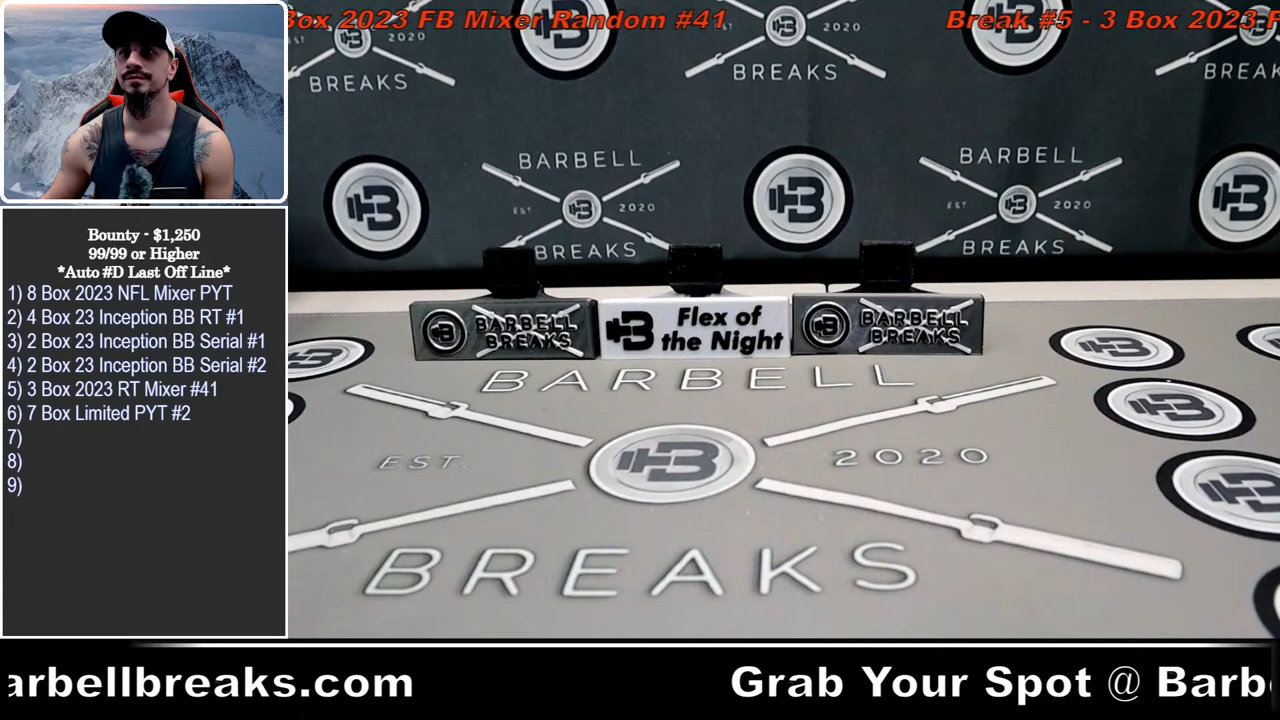 Box 2023 FB Mixer Random #41
Break #5 - 3 Box 2023
Bounty - $1,250
99/99 or Higher
*Auto #D Last Off Line*
1) 8 Box 2023 NFL Mixer PYT
2) 4 Box 23 Inception BB RT #1
3) 2 Box 23 Inception BB Serial #1
4) 2 Box 23 Inception BB Serial #2
5) 3 Box 2023 RT Mixer #41
6) 7 Box Limited PYT #2
7)
8)
9)
2020
BREAKS
2020
BREAKS
BREAK
BARBELL
EST 2020
BREAKS
BARBELL
EST 2020
BREAKS
BARBELL
BREAKS
Flex of
the Night
BARBELL
BREAKS
BARBELL
EST. 2020
BREAKS
arbellbreaks.com
Grab Your Spot @ Barb